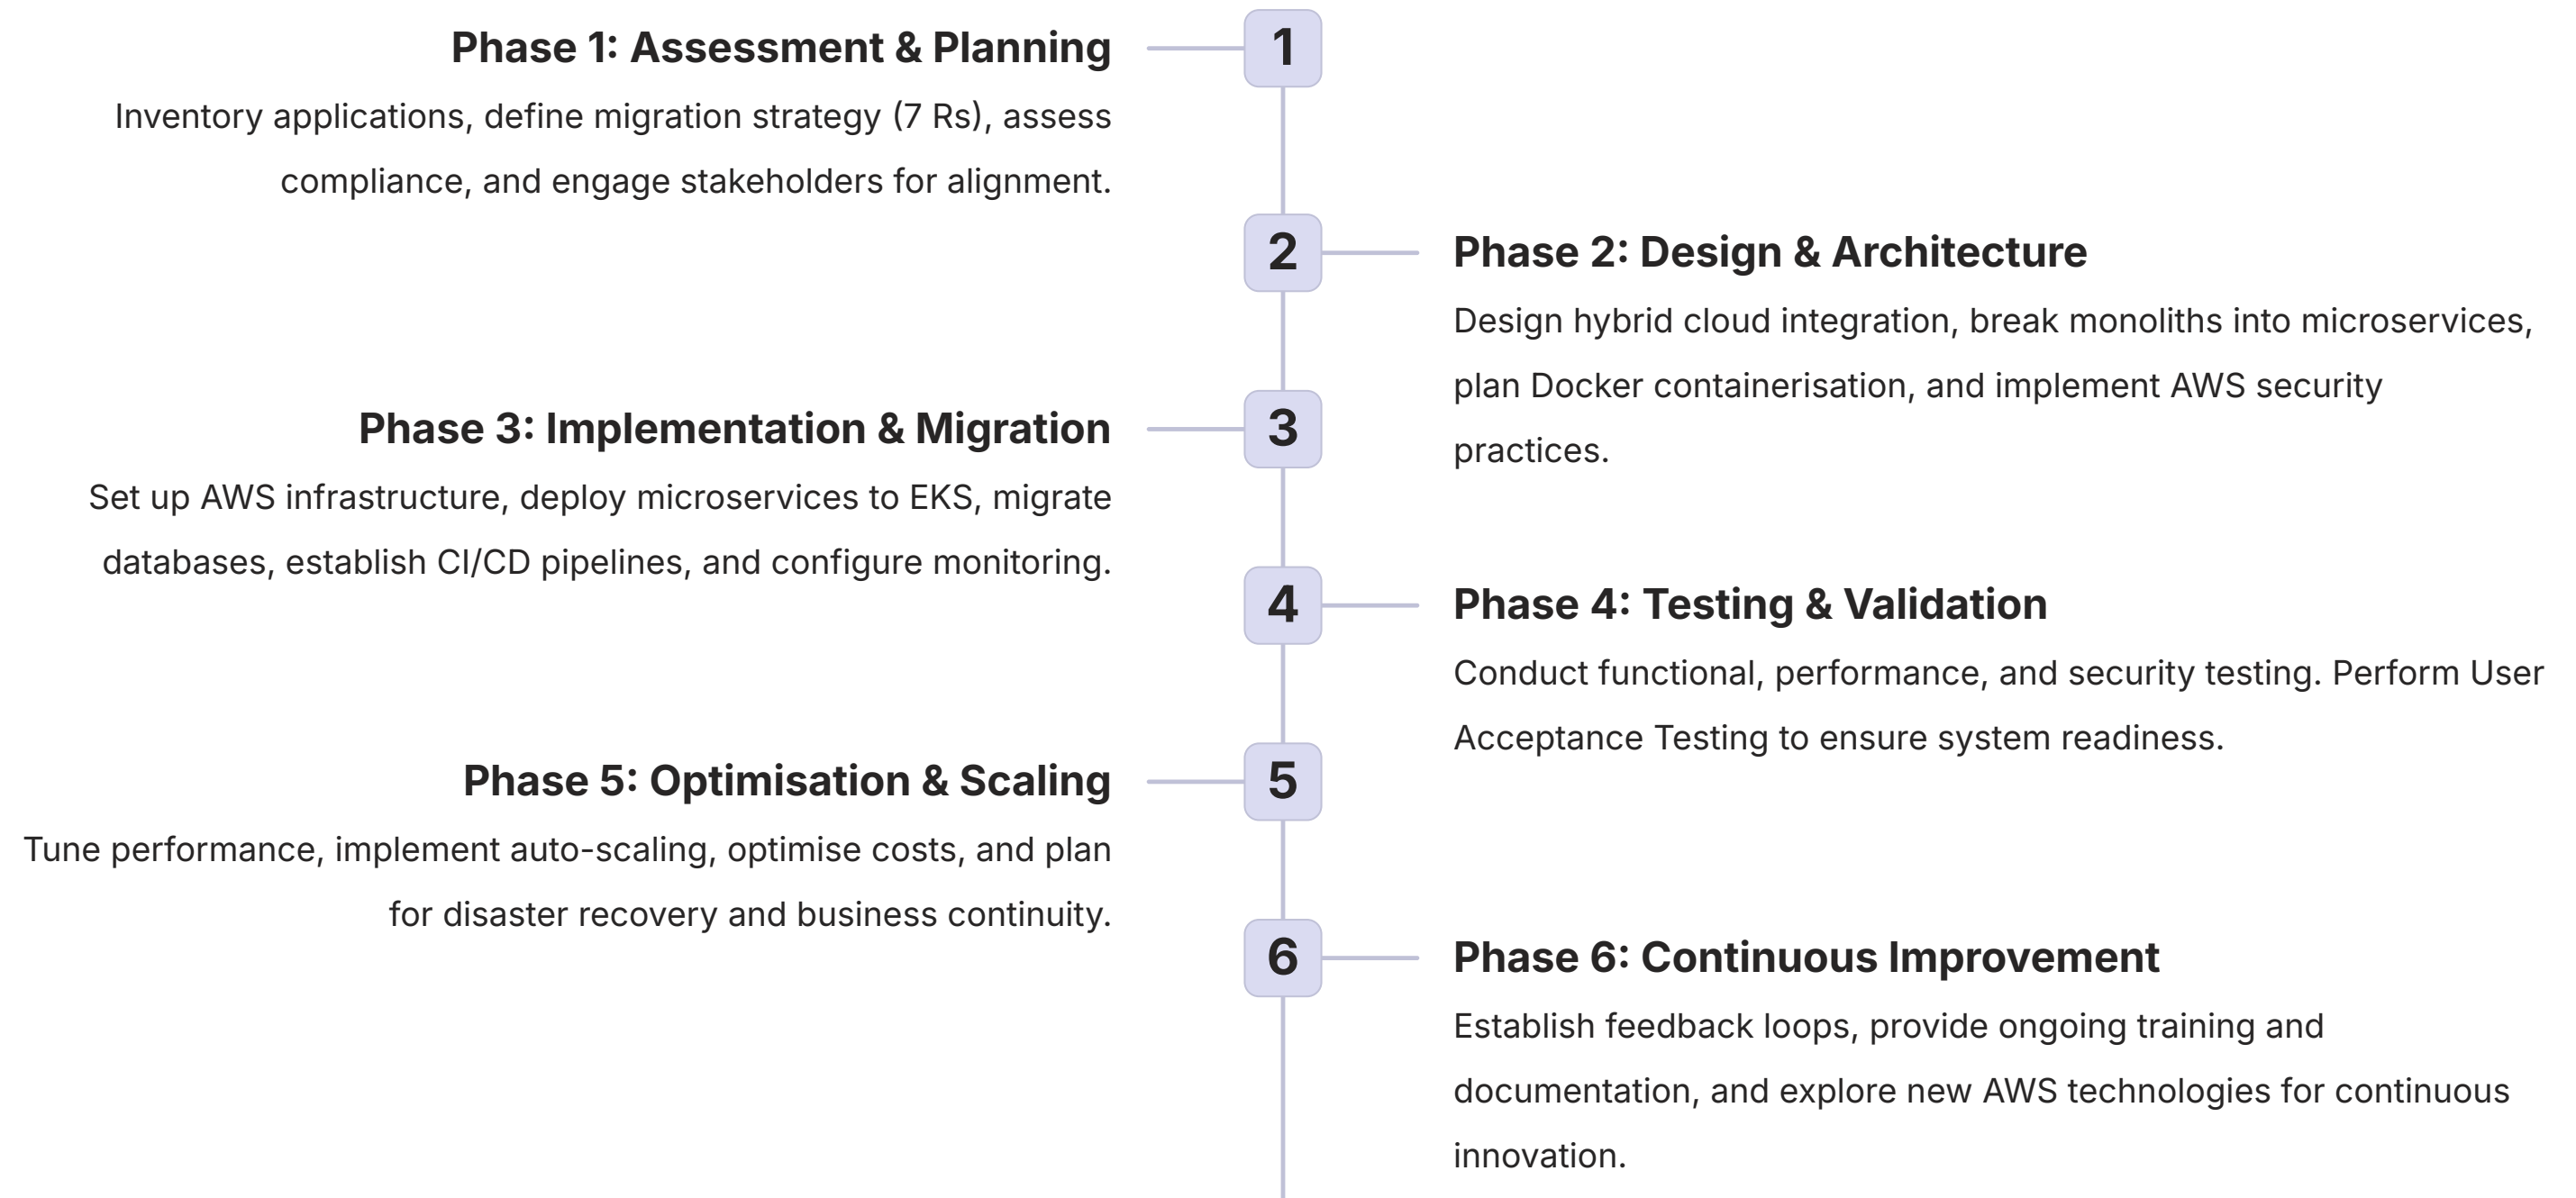 Phase 1: Assessment & Planning
1
Inventory applications, define migration strategy (7 Rs), assess
compliance, and engage stakeholders for alignment.
2
Phase 2: Design & Architecture
Design hybrid cloud integration, break monoliths into microservices,
plan Docker containerisation, and implement AWS security
practices.
Phase 3: Implementation & Migration
3
Set up AWS infrastructure, deploy microservices to EKS, migrate
databases, establish CI/CD pipelines, and configure monitoring.
4
Phase 4: Testing & Validation
Conduct functional, performance, and security testing. Perform User
Acceptance Testing to ensure system readiness.
Phase 5: Optimisation & Scaling
5
Tune performance, implement auto-scaling, optimise costs, and plan
for disaster recovery and business continuity.
6
Phase 6: Continuous Improvement
Establish feedback loops, provide ongoing training and
documentation, and explore new AWS technologies for continuous
innovation.